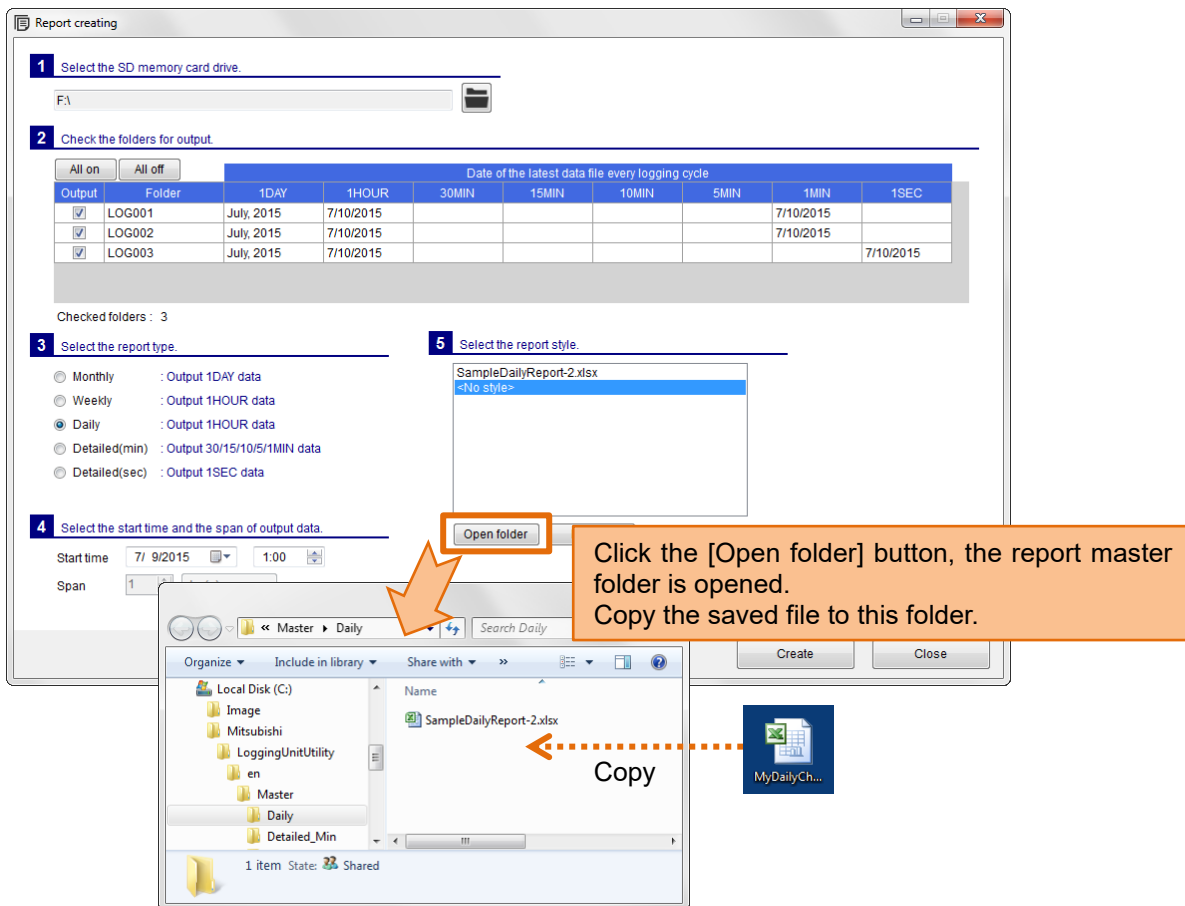 Report creating
1 Select the SD memory card drive.
F:\
2 Check the folders for output.
All on All off
Date of the latest data file every logging cycle
Output Folder 1DAY 1HOUR 30MIN 15MIN 10MIN 5MIN 1MIN 1SEC
LOG001 July, 2015 7/10/2015 7/10/2015
LOG002 July, 2015 7/10/2015 7/10/2015
LOG003 July, 2015 7/10/2015 7/10/2015
Checked folders : 3
3 Select the report type.
Monthly : Output 1DAY data
Weekly : Output 1HOUR data
Daily : Output 1HOUR data
Detailed(min) : Output 30/15/10/5/1MIN data
Detailed(sec) : Output 1SEC data
5 Select the report style.
SampleDailyReport-2.xlsx
<No style>
Open folder
4 Select the start time and the span of output data.
Start time 7/ 9/2015 1:00
Span 1
Click the [Open folder] button, the report master
folder is opened.
Copy the saved file to this folder.
Create Close
« Master Daily Search Daily
Organize Include in library Share with »
Local Disk (C:)
Image
Mitsubishi
LoggingUnitUtility
en
Master
Daily
Detailed_Min
Name
SampleDailyReport-2.xlsx
Copy
MyDailyCh...
1 item State: Shared